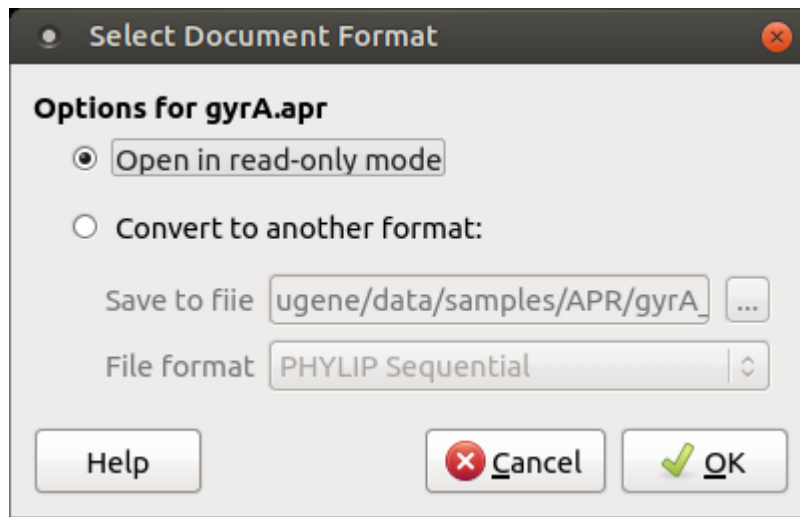 Select Document Format
Options for gyrA.apr
Open in read-only mode
Convert to another format:
Save to fiie ugene/data/samples/APR/gyrA_ ...
File format PHYLIP Sequential
Help Cancel OK